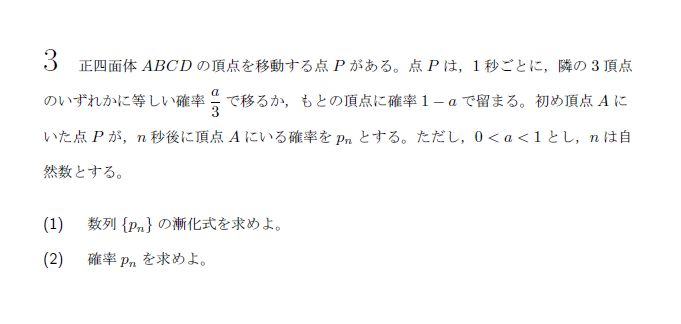 3 正四面体 ABCD の頂点を移動する点 P がある。点 P は，1 秒ごとに，隣の 3 頂点
のいずれかに等しい確率 a/3 で移るか，もとの頂点に確率 1 − a で留まる。初め頂点 A に
いた点 P が，n 秒後に頂点 A にいる確率を pn とする。ただし，0 < a < 1 とし，n は自
然数とする。
(1) 数列 {pn} の漸化式を求めよ。
(2) 確率 pn を求めよ。